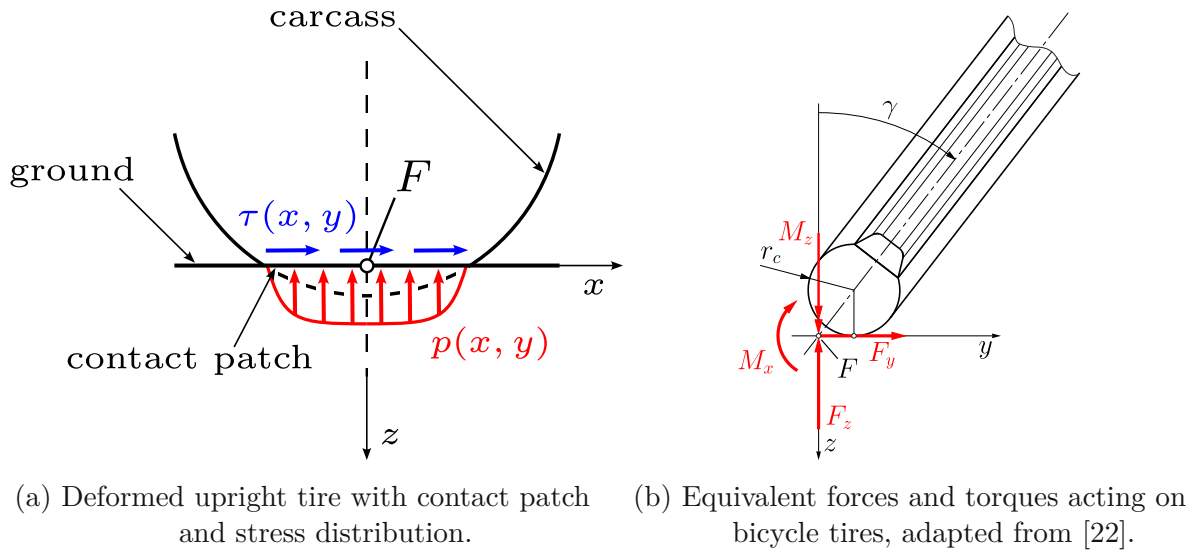 carcass
ground
F
τ(x, y)
x
contact patch
p(x, y)
z
(a) Deformed upright tire with contact patch
and stress distribution.
γ
M_z
r_c
M_x
F
F_y
y
F_z
z
(b) Equivalent forces and torques acting on
bicycle tires, adapted from [22].